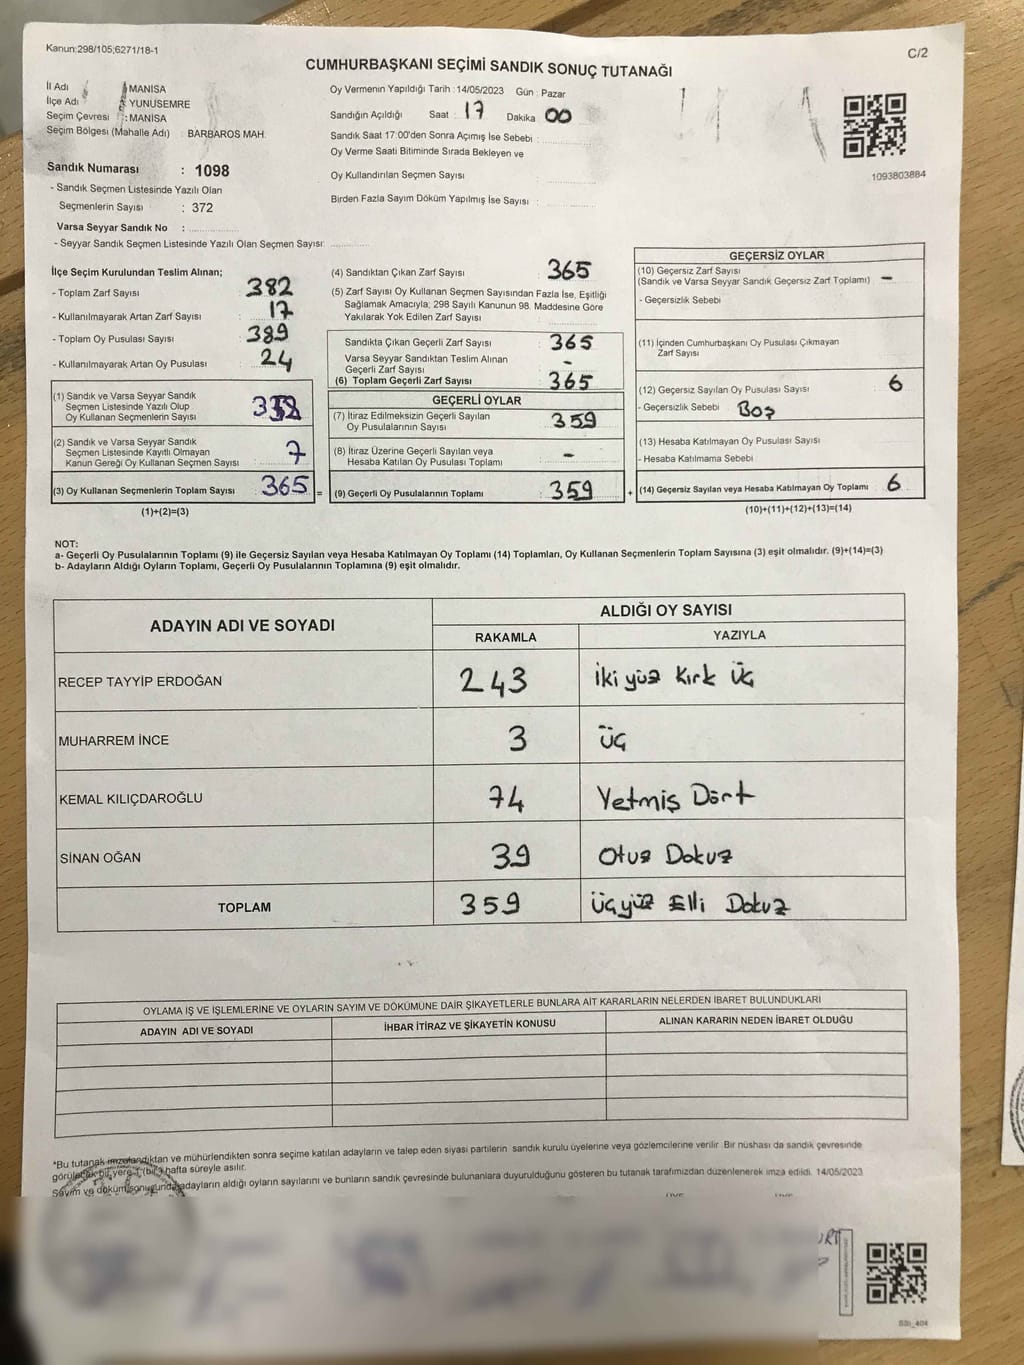 Kanun:298/105;6271/18-1
C/2
CUMHURBAŞKANI SEÇİMİ SANDIK SONUÇ TUTANAĞI
İl Adı : MANİSA
İlçe Adı : YUNUSEMRE
Seçim Çevresi : MANİSA
Seçim Bölgesi (Mahalle Adı) : BARBAROS MAH.
Sandık Numarası : 1098
- Sandık Seçmen Listesinde Yazılı Olan
Seçmenlerin Sayısı : 372
Varsa Seyyar Sandık No :
- Seyyar Sandık Seçmen Listesinde Yazılı Olan Seçmen Sayısı:
Oy Vermenin Yapıldığı Tarih : 14/05/2023 Gün : Pazar
Sandığın Açıldığı Saat : 17 Dakika 00
Sandık Saat 17:00'den Sonra Açımış İse Sebebi :
Oy Verme Saati Bitiminde Sırada Bekleyen ve
Oy Kullandırılan Seçmen Sayısı :
Birden Fazla Sayım Döküm Yapılmış İse Sayısı :
1093803884
İlçe Seçim Kurulundan Teslim Alınan;
- Toplam Zarf Sayısı : 382
- Kullanılmayarak Artan Zarf Sayısı : 17
- Toplam Oy Pusulası Sayısı : 389
- Kullanılmayarak Artan Oy Pusulası : 24
(1) Sandık ve Varsa Seyyar Sandık
Seçmen Listesinde Yazılı Olup
Oy Kullanan Seçmenlerin Sayısı :
(2) Sandık ve Varsa Seyyar Sandık
Seçmen Listesinde Kayıtlı Olmayan
Kanun Gereği Oy Kullanan Seçmen Sayısı : 7
(3) Oy Kullanan Seçmenlerin Toplam Sayısı : 365 =
(1)+(2)=(3)
(4) Sandıktan Çıkan Zarf Sayısı : 365
(5) Zarf Sayısı Oy Kullanan Seçmen Sayısından Fazla İse, Eşitliği
Sağlamak Amacıyla; 298 Sayılı Kanunun 98. Maddesine Göre
Yakılarak Yok Edilen Zarf Sayısı :
Sandıkta Çıkan Geçerli Zarf Sayısı : 365
Varsa Seyyar Sandıktan Teslim Alınan
Geçerli Zarf Sayısı : -
(6) Toplam Geçerli Zarf Sayısı : 365
GEÇERLİ OYLAR
(7) İtiraz Edilmeksizin Geçerli Sayılan
Oy Pusulalarının Sayısı : 359
(8) İtiraz Üzerine Geçerli Sayılan veya
Hesaba Katılan Oy Pusulası Toplamı : -
(9) Geçerli Oy Pusulalarının Toplamı : 359 +
GEÇERSİZ OYLAR
(10) Geçersiz Zarf Sayısı
(Sandık ve Varsa Seyyar Sandık Geçersiz Zarf Toplamı) : -
- Geçersizlik Sebebi
(11) İçinden Cumhurbaşkanı Oy Pusulası Çıkmayan
Zarf Sayısı
(12) Geçersiz Sayılan Oy Pusulası Sayısı : 6
- Geçersizlik Sebebi Boş
(13) Hesaba Katılmayan Oy Pusulası Sayısı
- Hesaba Katılmama Sebebi
(14) Geçersiz Sayılan veya Hesaba Katılmayan Oy Toplamı : 6
(10)+(11)+(12)+(13)=(14)
NOT:
a- Geçerli Oy Pusulalarının Toplamı (9) ile Geçersiz Sayılan veya Hesaba Katılmayan Oy Toplamı (14) Toplamları, Oy Kullanan Seçmenlerin Toplam Sayısına (3) eşit olmalıdır. (9)+(14)=(3)
b- Adayların Aldığı Oyların Toplamı, Geçerli Oy Pusulalarının Toplamına (9) eşit olmalıdır.
ADAYIN ADI VE SOYADI
ALDIĞI OY SAYISI
RAKAMLA YAZIYLA
RECEP TAYYİP ERDOĞAN 243 İki yüz Kırk Üç
MUHARREM İNCE 3 üç
KEMAL KILIÇDAROĞLU 74 Yetmiş Dört
SİNAN OĞAN 39 Otuz Dokuz
TOPLAM 359 Üçyüz Elli Dokuz
OYLAMA İŞ VE İŞLEMLERİNE VE OYLARIN SAYIM VE DÖKÜMÜNE DAİR ŞİKAYETLERLE BUNLARA AİT KARARLARIN NELERDEN İBARET BULUNDUKLARI
ADAYIN ADI VE SOYADI İHBAR İTİRAZ VE ŞİKAYETİN KONUSU ALINAN KARARIN NEDEN İBARET OLDUĞU
*Bu tutanak imzalandıktan ve mühürlendikten sonra seçime katılan adayların ve talep eden siyasi partilerin sandık kurulu üyelerine veya gözlemcilerine verilir. Bir nüshası da sandık çevresinde
görülecek bir yere 1 (bir) hafta süreyle asılır.
Sayım ve döküm sonucunda adayların aldığı oyların sayılarını ve bunların sandık çevresinde bulunanlara duyurulduğunu gösteren bu tutanak tarafımızdan düzenlenerek imza edildi. 14/05/2023